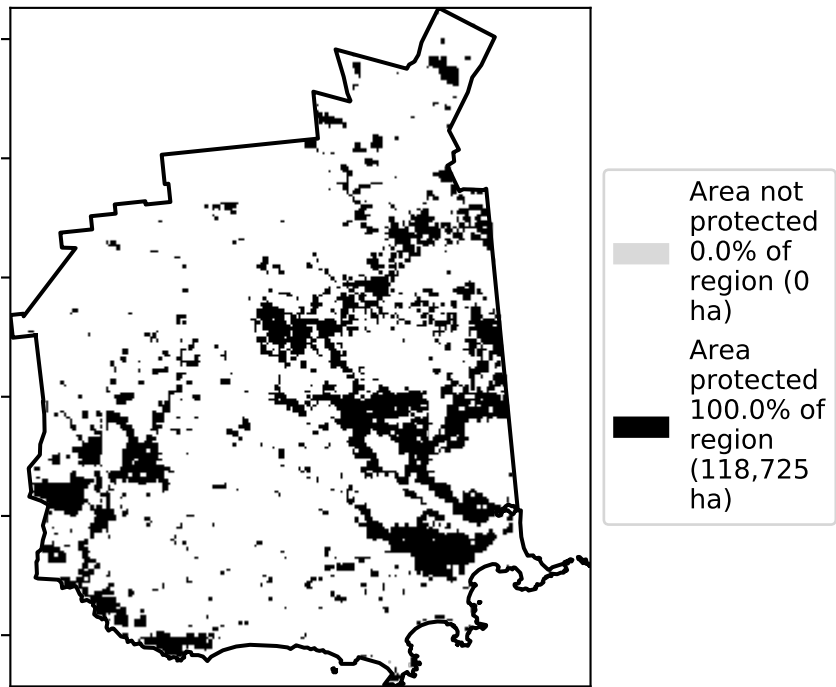 Area not
protected
0.0% of
region (0
ha)
Area
protected
100.0% of
region
(118,725
ha)